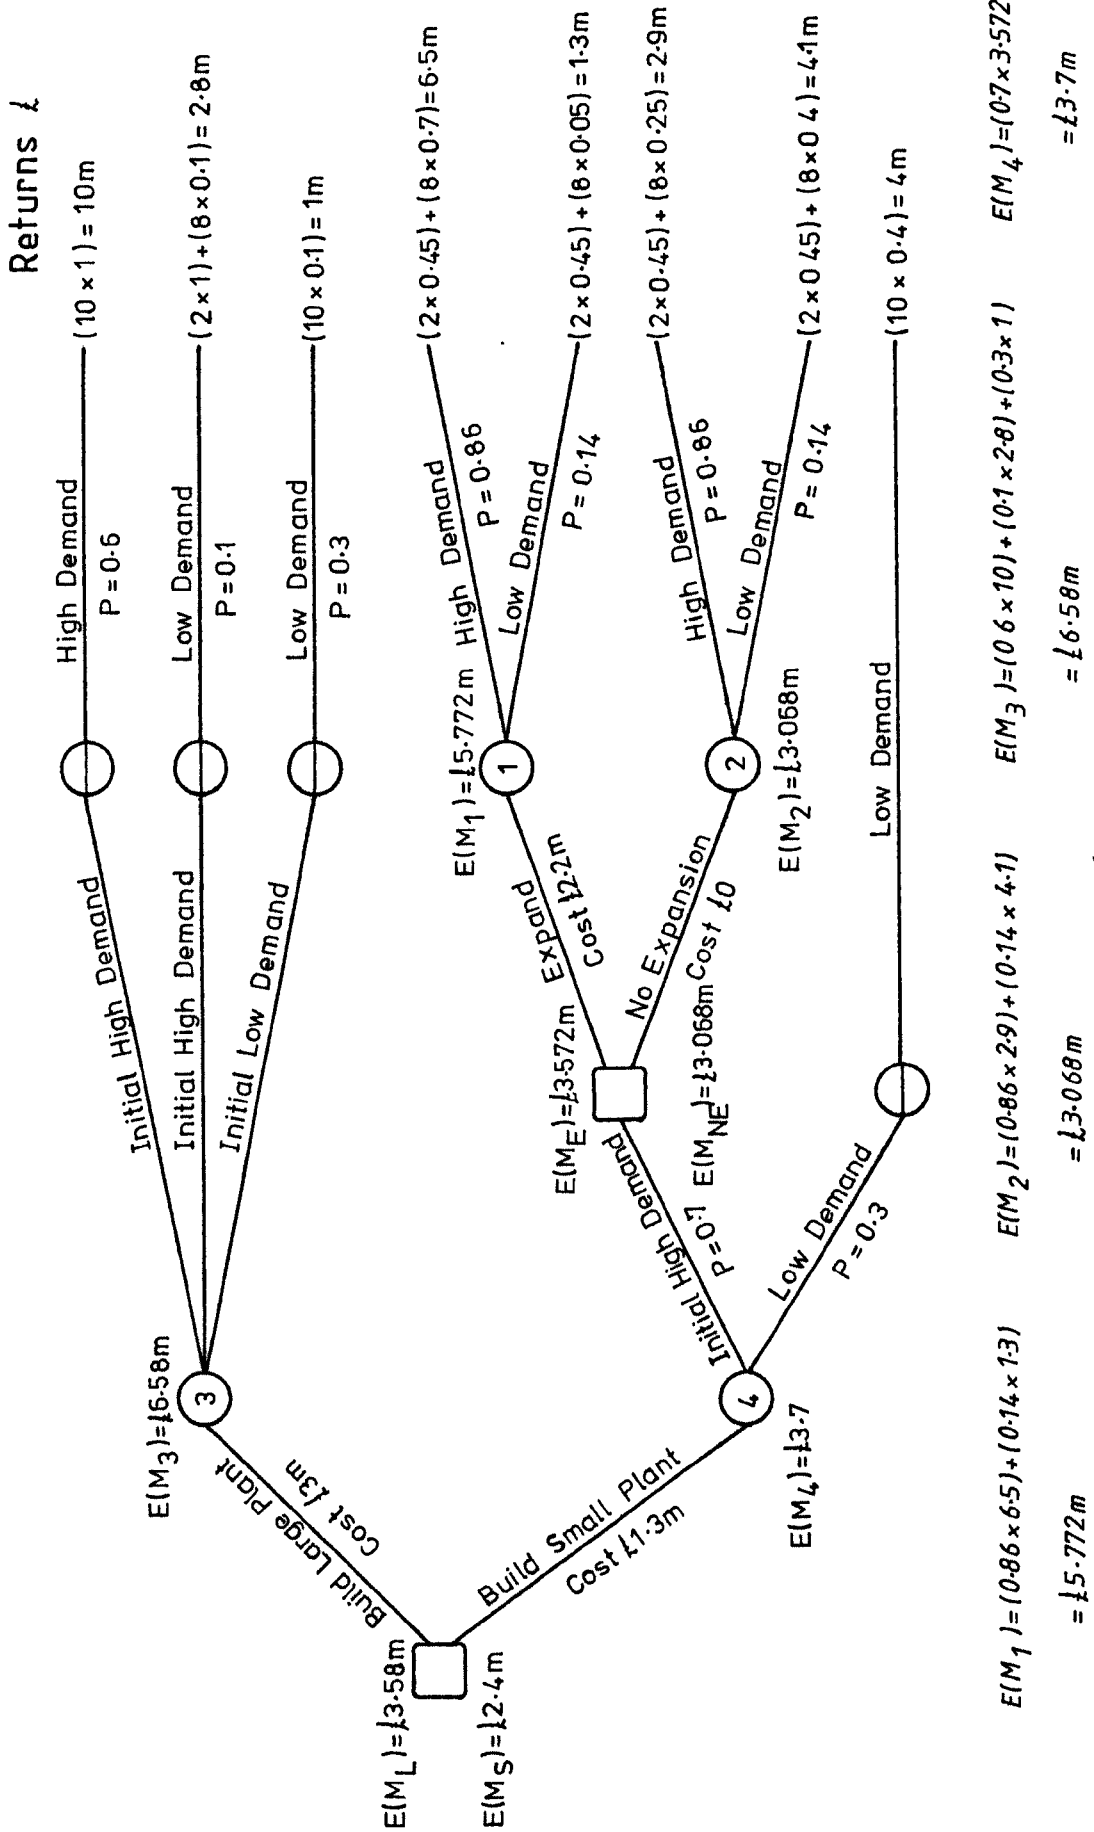 Returns £
High Demand
P = 0·6
(10 × 1) = 10m
Initial High Demand
Low Demand
P = 0·1
(2 × 1) + (8 × 0·1) = 2·8m
Initial High Demand
Low Demand
P = 0·3
(10 × 0·1) = 1m
Initial Low Demand
E(M3) = £6·58m
3
Build Large Plant
Cost £3m
E(ML) = £3·58m
E(MS) = £2·4m
Build Small Plant
Cost £1·3m
4
E(M4) = £3·7
Initial High Demand
P = 0·7
Low Demand
P = 0·3
Low Demand
(10 × 0·4) = 4m
E(ME) = £3·572m
E(MNE) = £3·068m
Expand
Cost £2·2m
No Expansion
Cost £0
E(M1) = £5·772m
1
High Demand
P = 0·86
(2 × 0·45) + (8 × 0·7) = 6·5m
Low Demand
P = 0·14
(2 × 0·45) + (8 × 0·05) = 1·3m
2
E(M2) = £3·068m
High Demand
P = 0·86
(2 × 0·45) + (8 × 0·25) = 2·9m
Low Demand
P = 0·14
(2 × 0 45) + (8 × 0 4) = 4·1m
E(M1) = (0·86 × 6·5) + (0·14 × 1·3)
= £5·772m
E(M2) = (0·86 × 2·9) + (0·14 × 4·1)
= £3·068m
E(M3) = (0 6 × 10) + (0·1 × 2·8) + (0·3 × 1)
= £6·58m
E(M4) = (0·7 × 3·572
= £3·7m